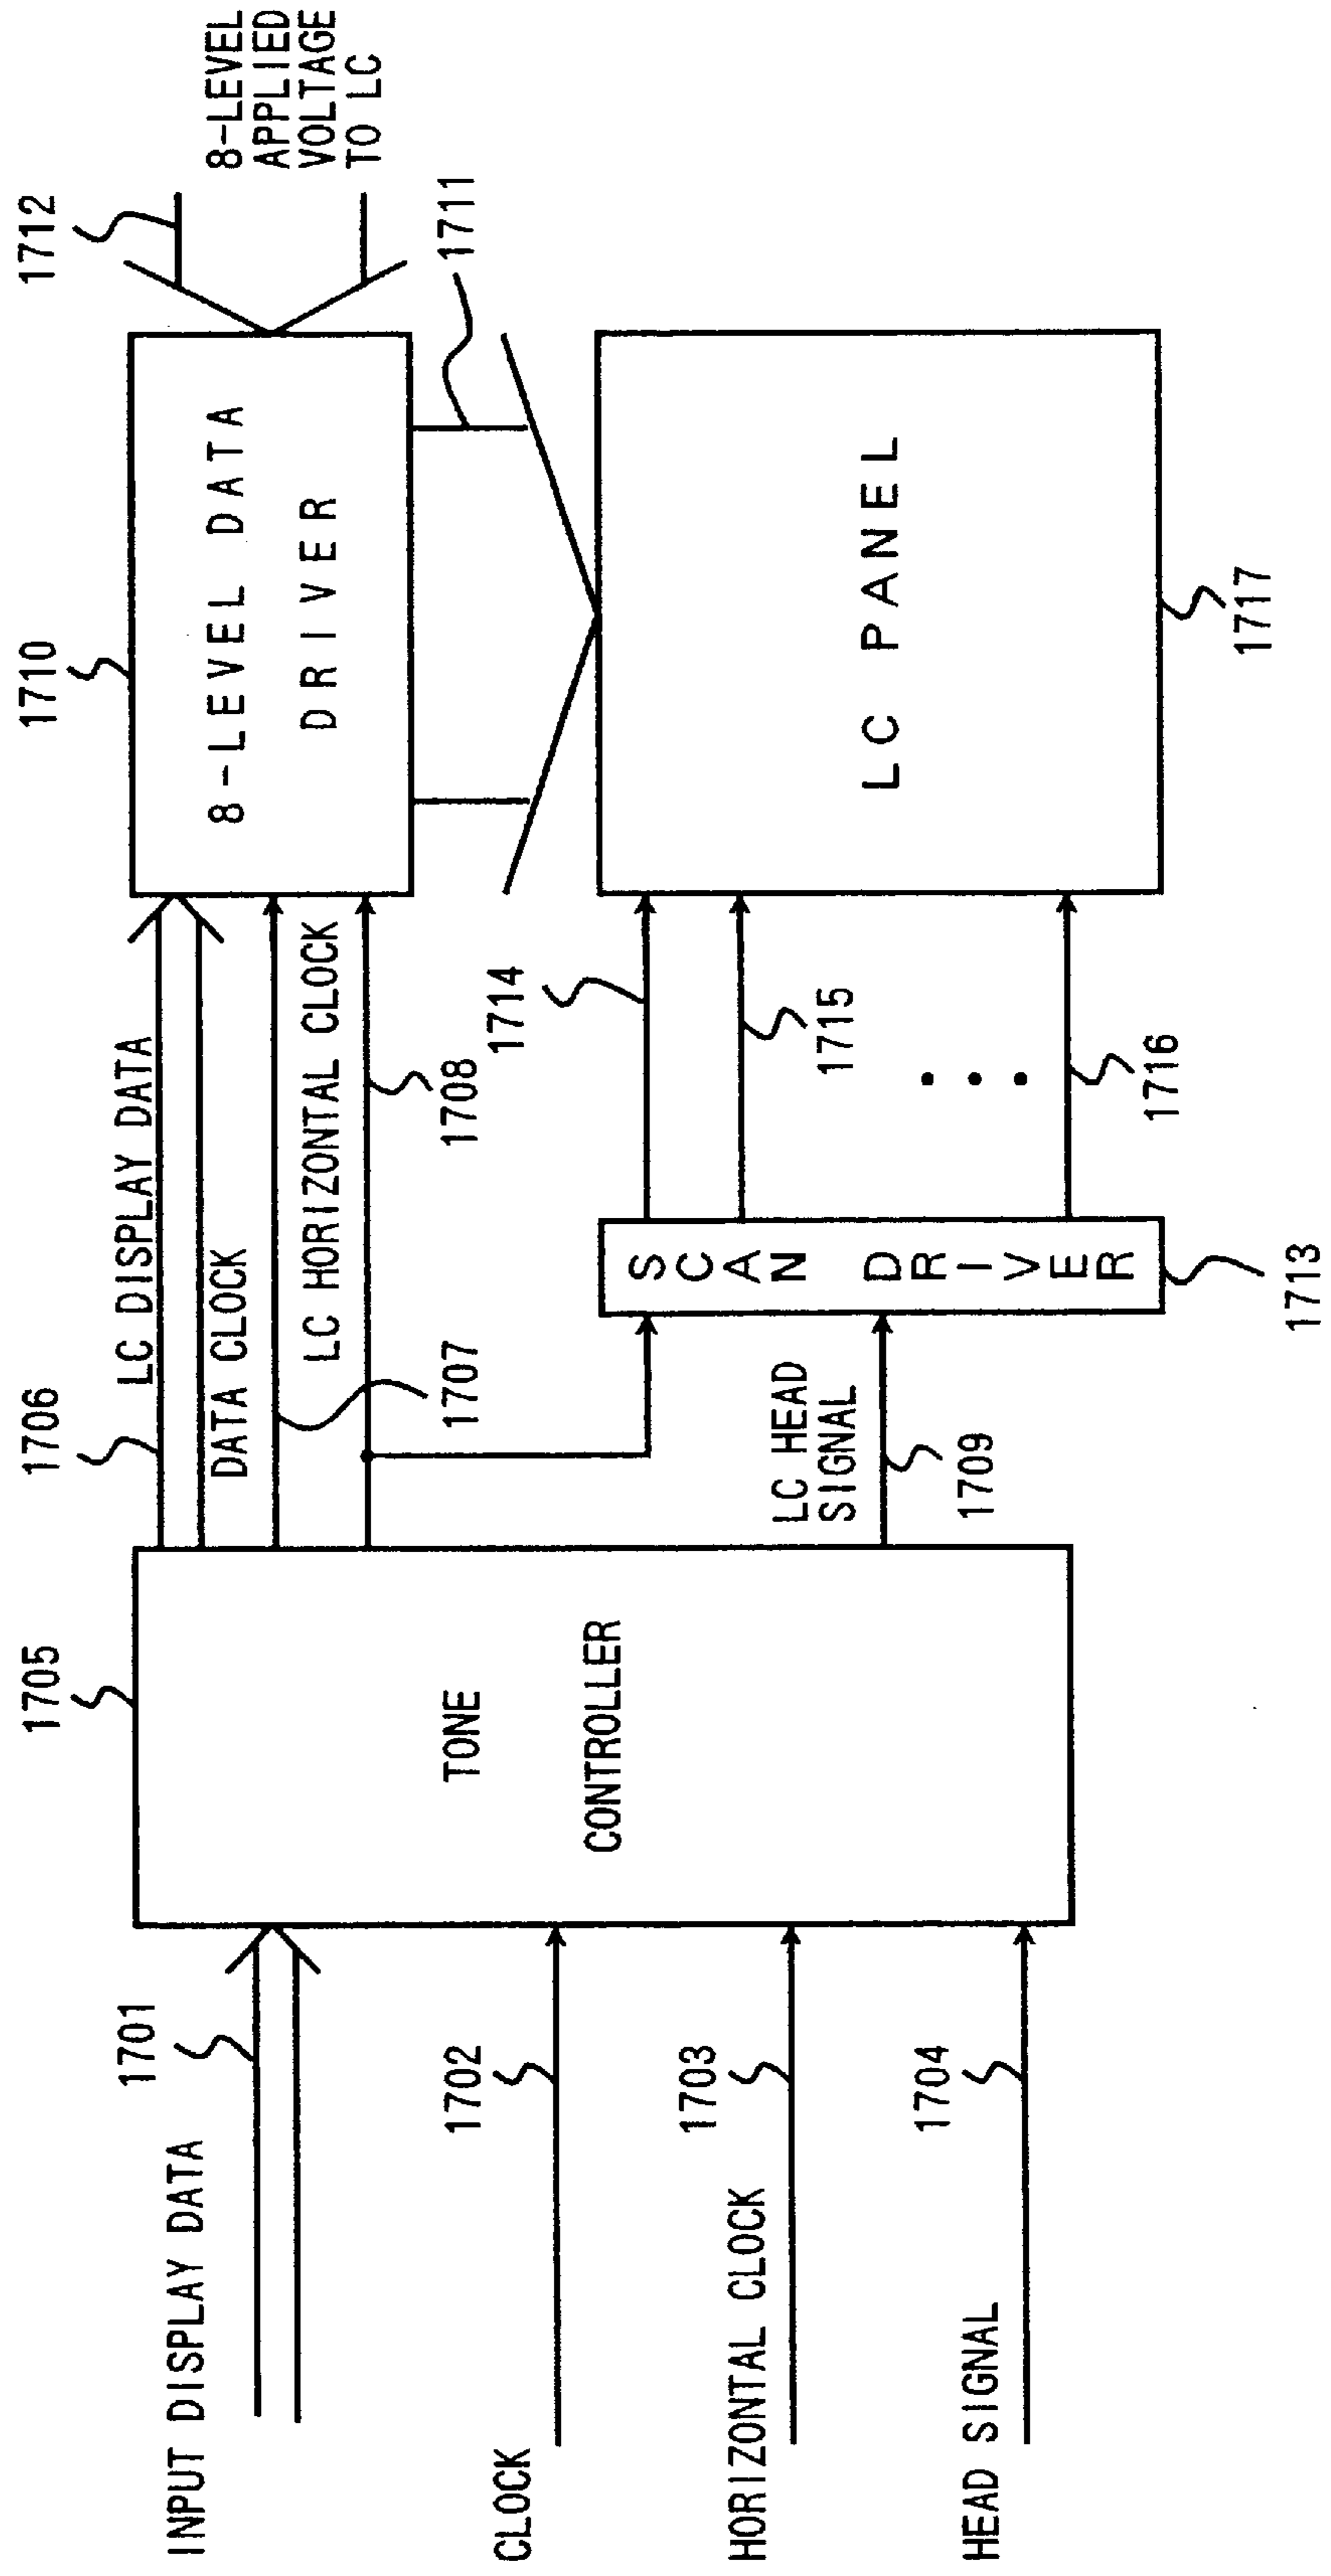 INPUT DISPLAY DATA
1701
CLOCK
1702
HORIZONTAL CLOCK
1703
HEAD SIGNAL
1704
1705
TONE
CONTROLLER
1706
LC DISPLAY DATA
DATA CLOCK
1707
LC HORIZONTAL CLOCK
1708
LC HEAD
SIGNAL
1709
1710
8-LEVEL DATA
DRIVER
1711
1712
8-LEVEL
APPLIED
VOLTAGE
TO LC
SCAN DRIVER
1713
1714
1715
1716
LC PANEL
1717